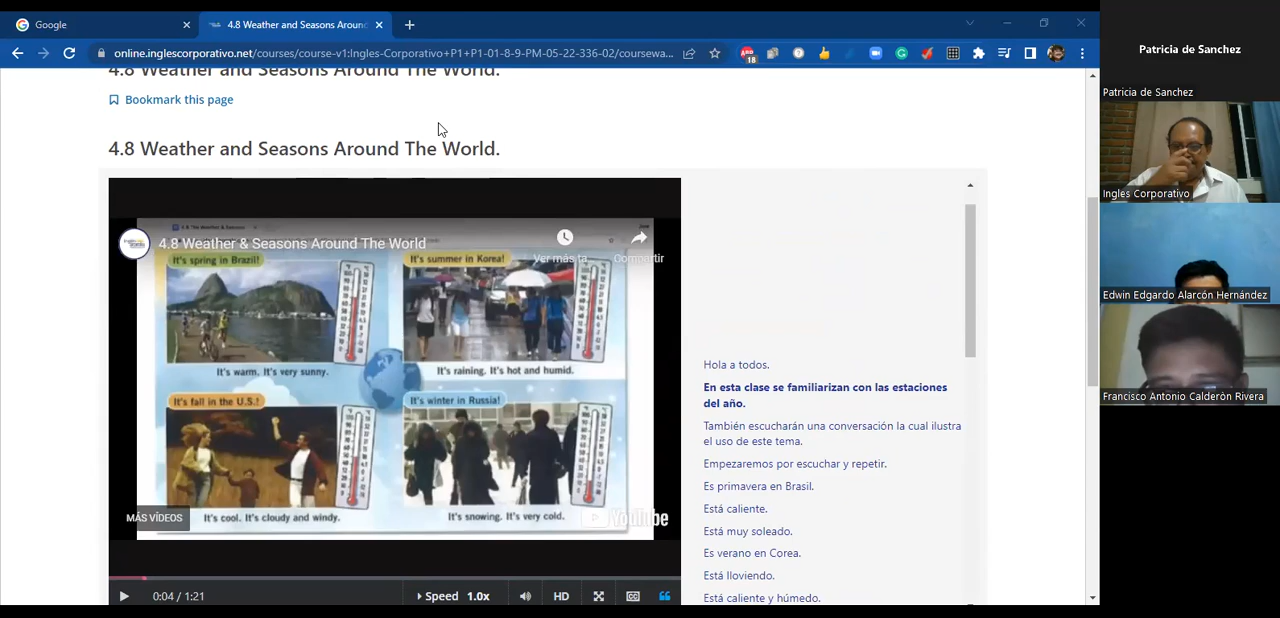 Google
4.8 Weather and Seasons Around
online.inglescorporativo.net/courses/course-v1:Ingles-Corporativo+P1+P1-01-8-9-PM-05-22-336-02/coursewa...
18
4.8 Weather and Seasons Around The World.
Bookmark this page
4.8 Weather and Seasons Around The World.
4.8 Weather & Seasons Around The World
Ver más ta...
Compartir
It's spring in Brazil!
It's summer in Korea!
It's warm. It's very sunny.
It's raining. It's hot and humid.
It's fall in the U.S.!
It's winter in Russia!
It's cool. It's cloudy and windy.
It's snowing. It's very cold.
MÁS VÍDEOS
YouTube
0:04 / 1:21
Speed 1.0x
HD
Hola a todos.
En esta clase se familiarizan con las estaciones
del año.
También escucharán una conversación la cual ilustra
el uso de este tema.
Empezaremos por escuchar y repetir.
Es primavera en Brasil.
Está caliente.
Está muy soleado.
Es verano en Corea.
Está lloviendo.
Está caliente y húmedo.
Patricia de Sanchez
Patricia de Sanchez
Ingles Corporativo
Edwin Edgardo Alarcón Hernández
Francisco Antonio Calderòn Rivera